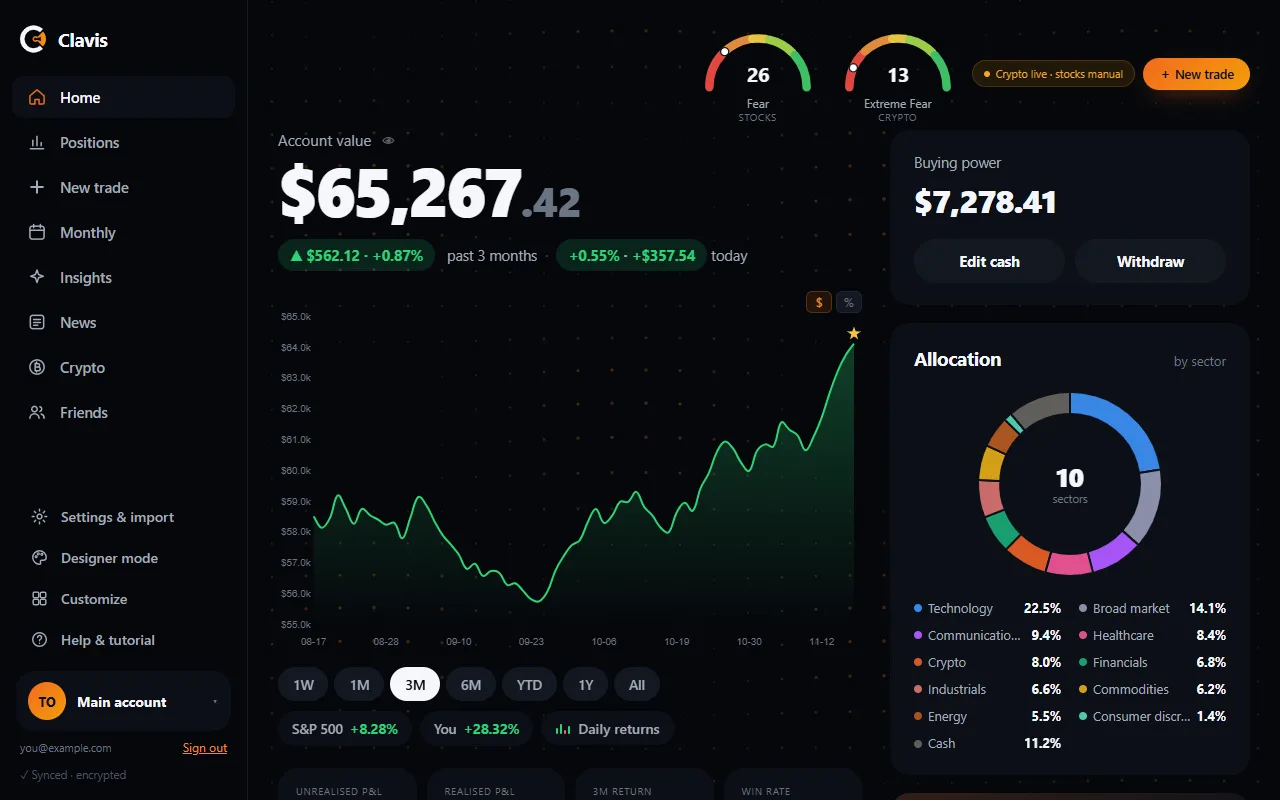 Clavis
Home
Positions
New trade
Monthly
Insights
News
Crypto
Friends
Settings & import
Designer mode
Customize
Help & tutorial
TO Main account
you@example.com Sign out
✓ Synced · encrypted
26
Fear
STOCKS
13
Extreme Fear
CRYPTO
Crypto live · stocks manual
+ New trade
Account value
$65,267.42
▲ $562.12 · +0.87% past 3 months · +0.55% · +$357.54 today
$ %
$65.0k
$64.0k
$63.0k
$62.0k
$61.0k
$60.0k
$59.0k
$58.0k
$57.0k
$56.0k
$55.0k
08-17 08-28 09-10 09-23 10-06 10-19 10-30 11-12
1W 1M 3M 6M YTD 1Y All
S&P 500 +8.28% You +28.32% Daily returns
UNREALISED P&L REALISED P&L 3M RETURN WIN RATE
Buying power
$7,278.41
Edit cash Withdraw
Allocation by sector
10
sectors
Technology 22.5% Broad market 14.1%
Communicatio... 9.4% Healthcare 8.4%
Crypto 8.0% Financials 6.8%
Industrials 6.6% Commodities 6.2%
Energy 5.5% Consumer discr... 1.4%
Cash 11.2%